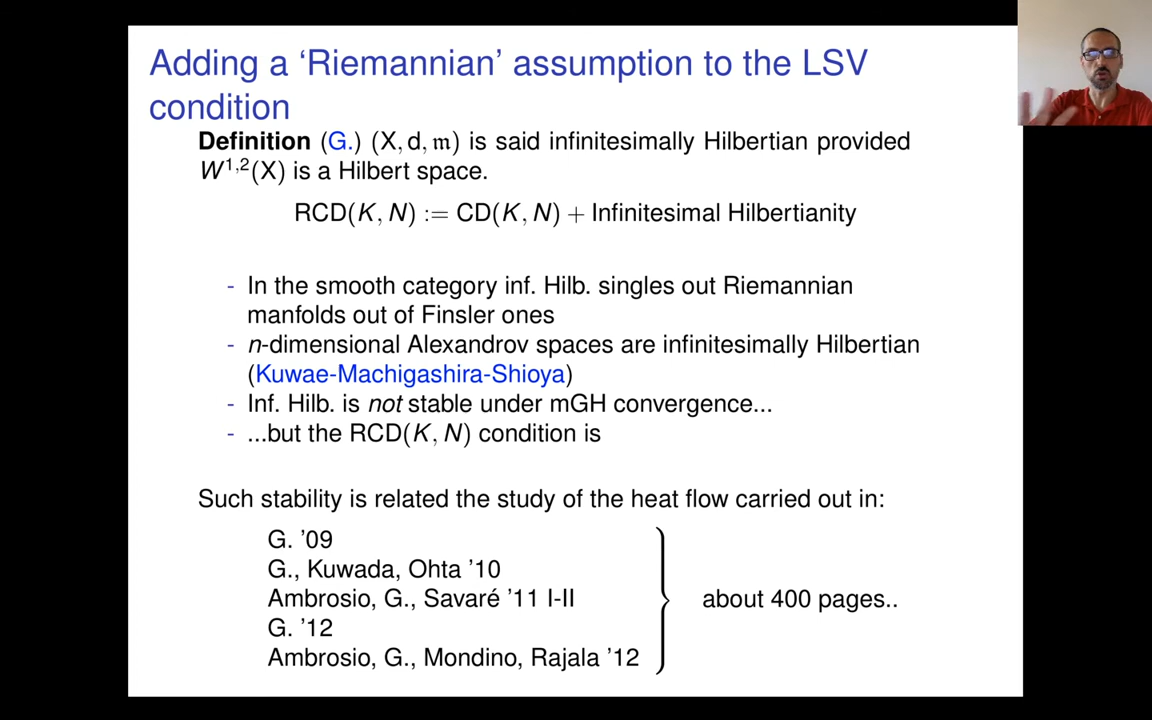 Adding a ‘Riemannian’ assumption to the LSV
condition
Definition (G.) (X, d, 𝔪) is said infinitesimally Hilbertian provided
W^{1,2}(X) is a Hilbert space.
RCD(K, N) := CD(K, N) + Infinitesimal Hilbertianity
- In the smooth category inf. Hilb. singles out Riemannian
manfolds out of Finsler ones
- n-dimensional Alexandrov spaces are infinitesimally Hilbertian
(Kuwae-Machigashira-Shioya)
- Inf. Hilb. is not stable under mGH convergence...
- ...but the RCD(K, N) condition is
Such stability is related the study of the heat flow carried out in:
G. ’09
G., Kuwada, Ohta ’10
Ambrosio, G., Savaré ’11 I-II
about 400 pages..
G. ’12
Ambrosio, G., Mondino, Rajala ’12